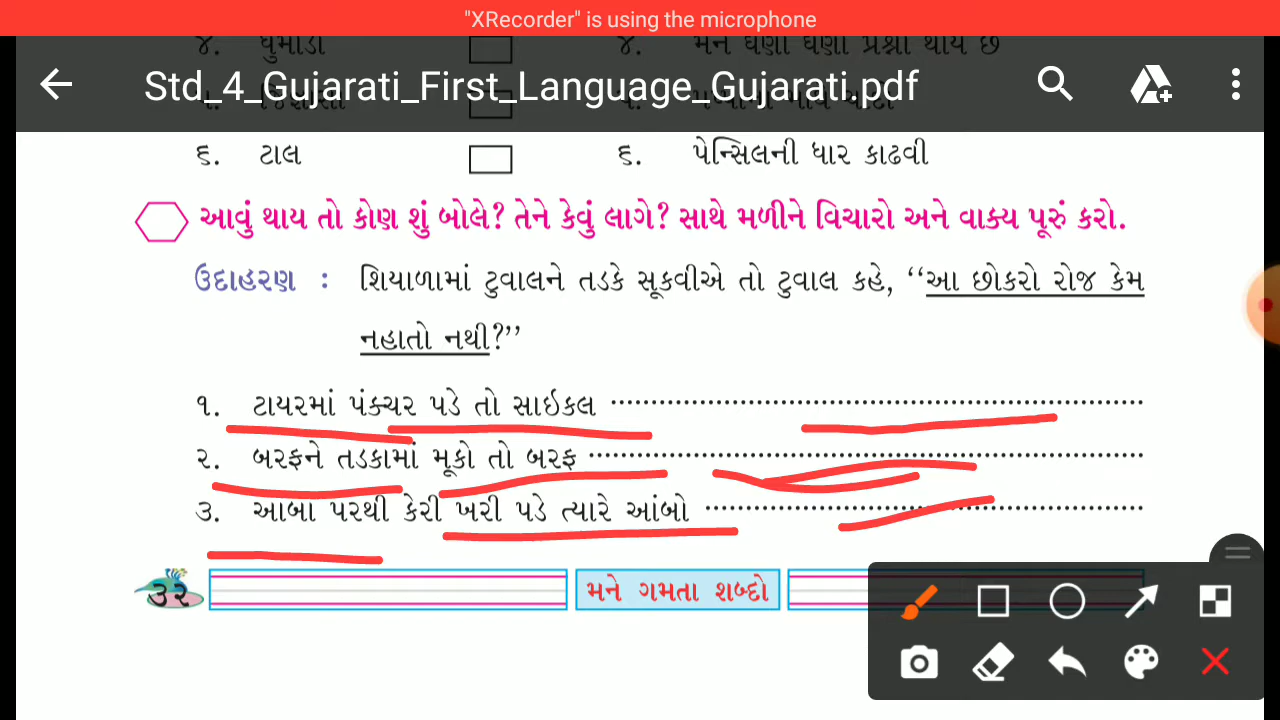 "XRecorder" is using the microphone
૪. ઘુમાડો ૪. મને ઘણા ઘણા પ્રશ્નો થાય છે
Std_4_Gujarati_First_Language_Gujarati.pdf
૬. ટાલ ૬. પેન્સિલની ધાર કાઢવી
આવું થાય તો કોણ શું બોલે? તેને કેવું લાગે? સાથે મળીને વિચારો અને વાક્ય પૂરું કરો.
ઉદાહરણ : શિયાળામાં ટુવાલને તડકે સૂકવીએ તો ટુવાલ કહે, ‘‘આ છોકરો રોજ કેમ
નહાતો નથી?’’
૧. ટાયરમાં પંક્ચર પડે તો સાઇકલ
૨. બરફને તડકામાં મૂકો તો બરફ
૩. આંબા પરથી કેરી ખરી પડે ત્યારે આંબો
૩૨ મને ગમતા શબ્દો